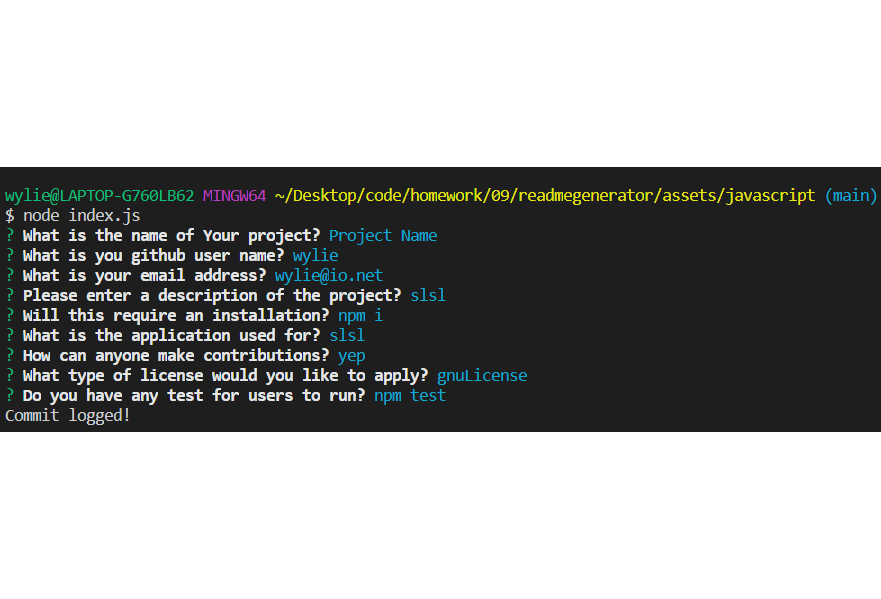 wylie@LAPTOP-G760LB62 MINGW64 ~/Desktop/code/homework/09/readmegenerator/assets/javascript (main)
$ node index.js
? What is the name of Your project? Project Name
? What is you github user name? wylie
? What is your email address? wylie@io.net
? Please enter a description of the project? slsl
? Will this require an installation? npm i
? What is the application used for? slsl
? How can anyone make contributions? yep
? What type of license would you like to apply? gnuLicense
? Do you have any test for users to run? npm test
Commit logged!